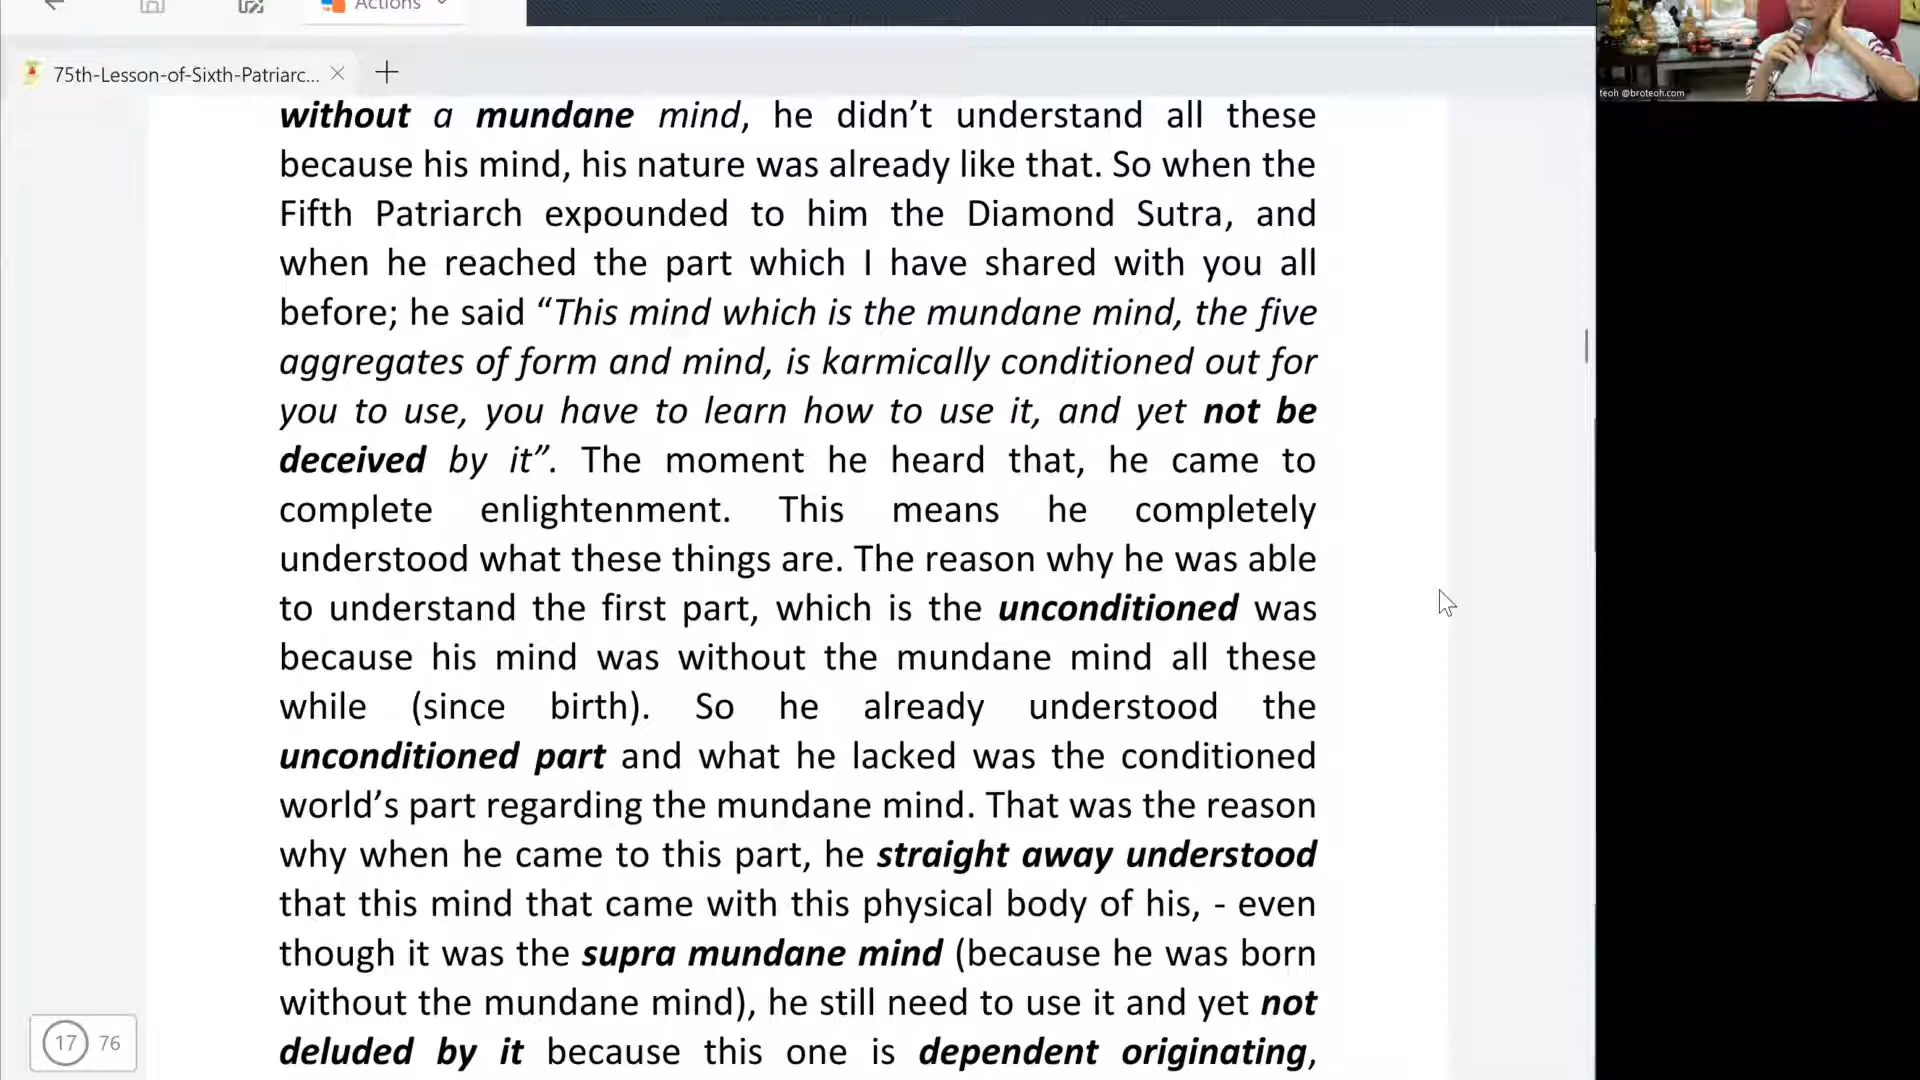 Actions
75th-Lesson-of-Sixth-Patriarc...
teoh @broteoh.com
without a mundane mind, he didn’t understand all these
because his mind, his nature was already like that. So when the
Fifth Patriarch expounded to him the Diamond Sutra, and
when he reached the part which I have shared with you all
before; he said “This mind which is the mundane mind, the five
aggregates of form and mind, is karmically conditioned out for
you to use, you have to learn how to use it, and yet not be
deceived by it”. The moment he heard that, he came to
complete enlightenment. This means he completely
understood what these things are. The reason why he was able
to understand the first part, which is the unconditioned was
because his mind was without the mundane mind all these
while (since birth). So he already understood the
unconditioned part and what he lacked was the conditioned
world’s part regarding the mundane mind. That was the reason
why when he came to this part, he straight away understood
that this mind that came with this physical body of his, - even
though it was the supra mundane mind (because he was born
without the mundane mind), he still need to use it and yet not
deluded by it because this one is dependent originating,
17 76